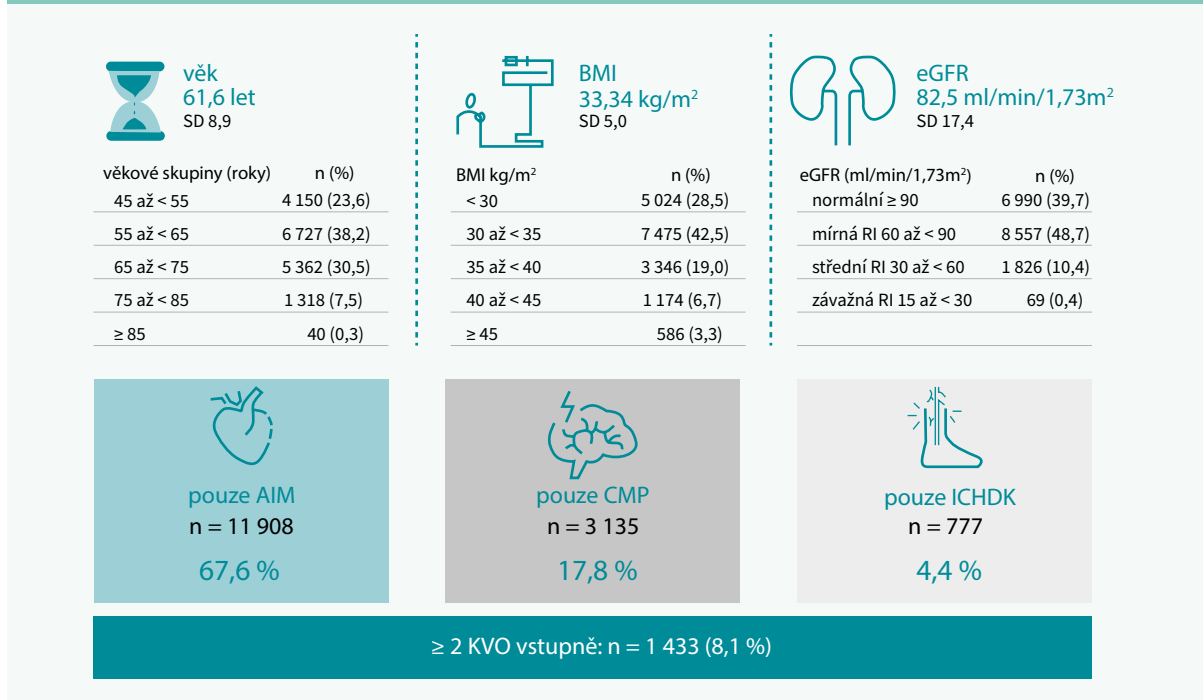 věk
61,6 let
SD 8,9
věkové skupiny (roky) n (%)
45 až < 55 4 150 (23,6)
55 až < 65 6 727 (38,2)
65 až < 75 5 362 (30,5)
75 až < 85 1 318 (7,5)
≥ 85 40 (0,3)
BMI
33,34 kg/m²
SD 5,0
BMI kg/m² n (%)
< 30 5 024 (28,5)
30 až < 35 7 475 (42,5)
35 až < 40 3 346 (19,0)
40 až < 45 1 174 (6,7)
≥ 45 586 (3,3)
eGFR
82,5 ml/min/1,73m²
SD 17,4
eGFR (ml/min/1,73m²) n (%)
normální ≥ 90 6 990 (39,7)
mírná RI 60 až < 90 8 557 (48,7)
střední RI 30 až < 60 1 826 (10,4)
závažná RI 15 až < 30 69 (0,4)
pouze AIM
n = 11 908
67,6 %
pouze CMP
n = 3 135
17,8 %
pouze ICHDK
n = 777
4,4 %
≥ 2 KVO vstupně: n = 1 433 (8,1 %)